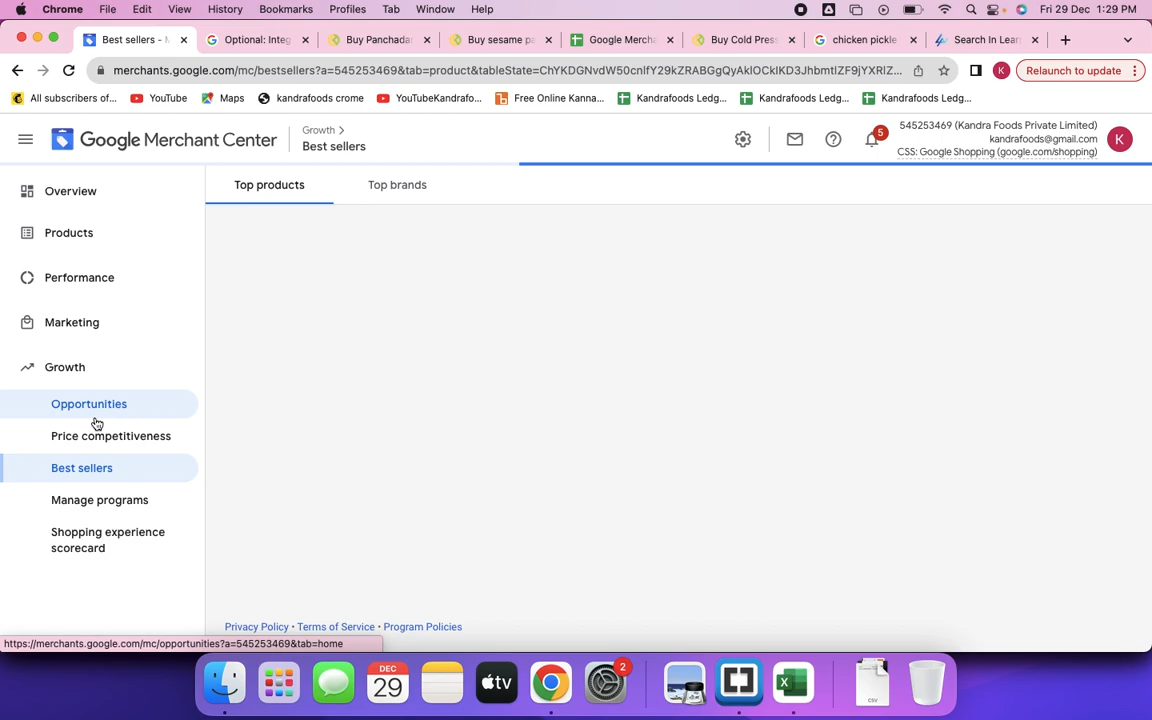 Chrome File Edit View History Bookmarks Profiles Tab Window Help Fri 29 Dec 1:29 PM
Best sellers - M Optional: Integ Buy Panchadar Buy sesame pa Google Mercha Buy Cold Press chicken pickle Search In Lear
merchants.google.com/mc/bestsellers?a=545253469&tab=product&tableState=ChYKDGNvdW50cnlfY29kZRABGgQyAklOCklKD3JhbmtlZF9jYXRlZ... K Relaunch to update
All subscribers of... YouTube Maps kandrafoods crome YouTubeKandrafo... Free Online Kanna... Kandrafoods Ledg... Kandrafoods Ledg... Kandrafoods Ledg...
Google Merchant Center
Growth
Best sellers
5
545253469 (Kandra Foods Private Limited)
kandrafoods@gmail.com
CSS: Google Shopping (google.com/shopping)
K
Overview
Products
Performance
Marketing
Growth
Opportunities
Price competitiveness
Best sellers
Manage programs
Shopping experience
scorecard
Top products Top brands
Privacy Policy • Terms of Service • Program Policies
https://merchants.google.com/mc/opportunities?a=545253469&tab=home
DEC
29
tv
2
X
CSV